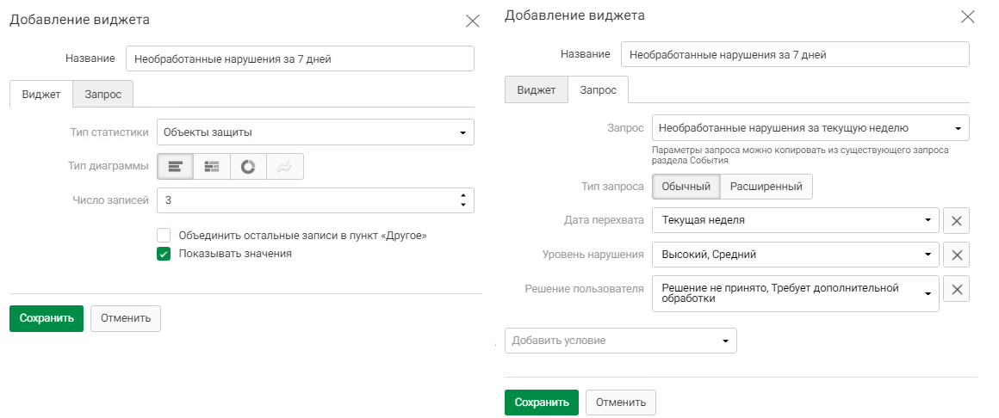 Добавление виджета
Название
Необработанные нарушения за 7 дней
Виджет
Запрос
Тип статистики
Объекты защиты
Тип диаграммы
Число записей
3
Объединить остальные записи в пункт «Другое»
Показывать значения
Сохранить
Отменить
Добавление виджета
Название
Необработанные нарушения за 7 дней
Виджет
Запрос
Запрос
Необработанные нарушения за текущую неделю
Параметры запроса можно копировать из существующего запроса
раздела События
Тип запроса
Обычный
Расширенный
Дата перехвата
Текущая неделя
Уровень нарушения
Высокий, Средний
Решение пользователя
Решение не принято, Требует дополнительной
обработки
Добавить условие
Сохранить
Отменить